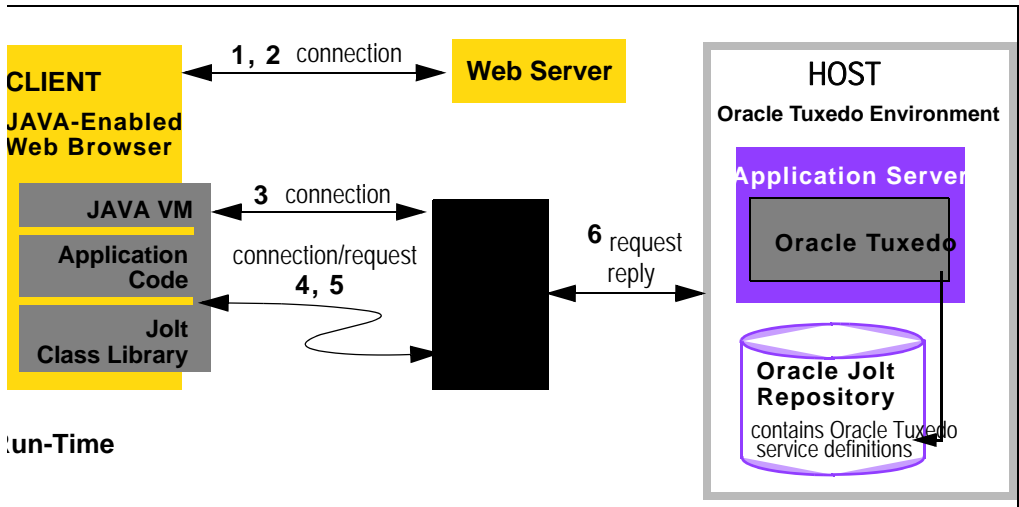 1, 2 connection
CLIENT
JAVA-Enabled
Web Browser
Web Server
HOST
Oracle Tuxedo Environment
Application Server
Oracle Tuxedo
JAVA VM
3 connection
Application
Code
connection/request
4, 5
6 request
reply
Jolt
Class Library
Oracle Jolt
Repository
contains Oracle Tuxedo
service definitions
un-Time